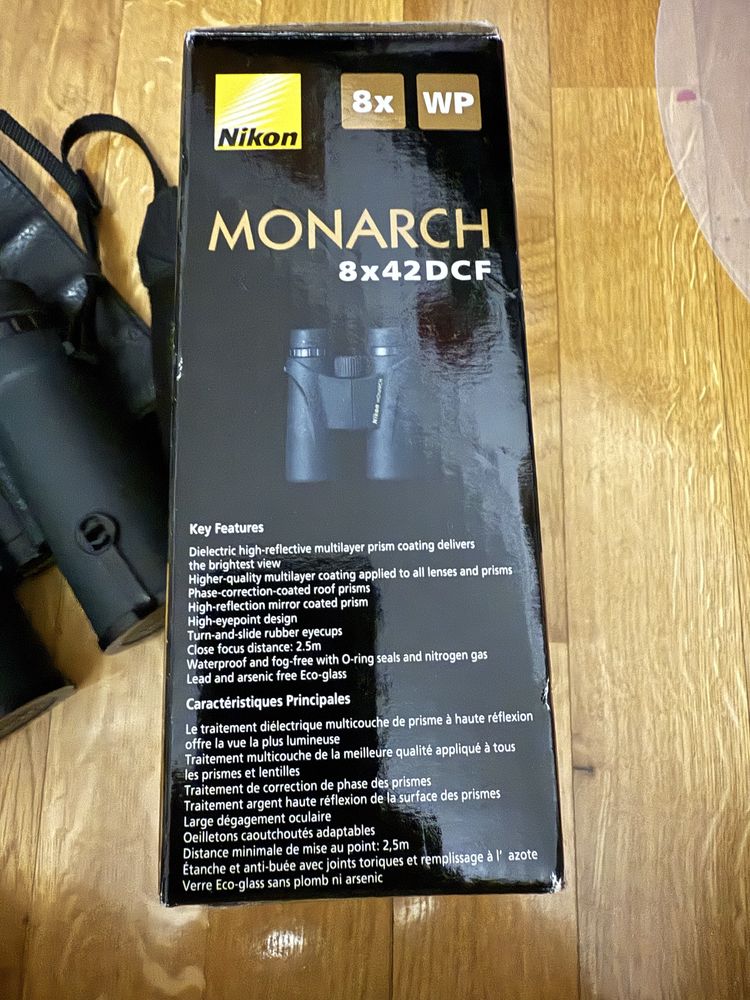 Nikon
8x
WP
MONARCH
8x42DCF
Nikon MONARCH
Key Features
Dielectric high-reflective multilayer prism coating delivers
the brightest view
Higher-quality multilayer coating applied to all lenses and prisms
Phase-correction-coated roof prisms
High-reflection mirror coated prism
High-eyepoint design
Turn-and-slide rubber eyecups
Close focus distance: 2.5m
Waterproof and fog-free with O-ring seals and nitrogen gas
Lead and arsenic free Eco-glass
Caractéristiques Principales
Le traitement diélectrique multicouche de prisme à haute réflexion
offre la vue la plus lumineuse
Traitement multicouche de la meilleure qualité appliqué à tous
les prismes et lentilles
Traitement de correction de phase des prismes
Traitement argent haute réflexion de la surface des prismes
Large dégagement oculaire
Oeilletons caoutchoutés adaptables
Distance minimale de mise au point: 2,5m
Étanche et anti-buée avec joints toriques et remplissage à l' azote
Verre Eco-glass sans plomb ni arsenic